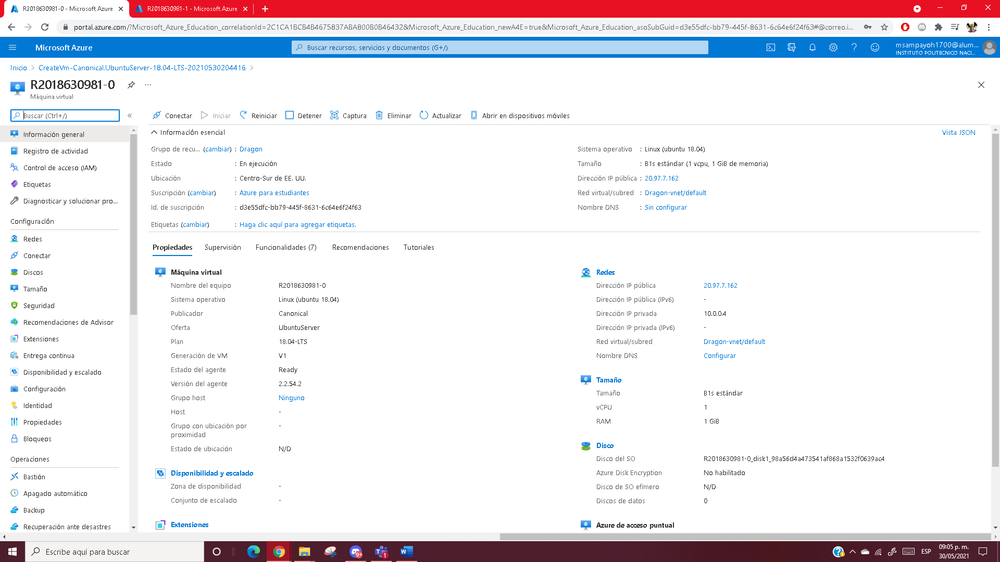 R2018630981-0 - Microsoft Azure
R2018630981-1 - Microsoft Azure
portal.azure.com/?Microsoft_Azure_Education_correlationId=2C1CA1BCB4B4675837ABA800B0B46432&Microsoft_Azure_Education_newA4E=true&Microsoft_Azure_Education_asoSubGuid=d3e55dfc-bb79-445f-8631-6c64e6f24f63#@correo.i...
Microsoft Azure
Buscar recursos, servicios y documentos (G+/)
msampayoh1700@alum...
INSTITUTO POLITECNICO NACI...
Inicio > CreateVm-Canonical.UbuntuServer-18.04-LTS-20210530204416 >
R2018630981-0
Máquina virtual
Buscar (Ctrl+/)
«
Conectar
Iniciar
Reiniciar
Detener
Captura
Eliminar
Actualizar
Abrir en dispositivos móviles
Información general
Registro de actividad
Control de acceso (IAM)
Etiquetas
Diagnosticar y solucionar pro...
Configuración
Redes
Conectar
Discos
Tamaño
Seguridad
Recomendaciones de Advisor
Extensiones
Entrega continua
Disponibilidad y escalado
Configuración
Identidad
Propiedades
Bloqueos
Operaciones
Bastión
Apagado automático
Backup
Recuperación ante desastres
Información esencial
Vista JSON
Grupo de recu... (cambiar) : Dragon
Estado : En ejecución
Ubicación : Centro-Sur de EE. UU.
Suscripción (cambiar) : Azure para estudiantes
Id. de suscripción : d3e55dfc-bb79-445f-8631-6c64e6f24f63
Etiquetas (cambiar) : Haga clic aquí para agregar etiquetas.
Sistema operativo : Linux (ubuntu 18.04)
Tamaño : B1s estándar (1 vcpu, 1 GiB de memoria)
Dirección IP pública : 20.97.7.162
Red virtual/subred : Dragon-vnet/default
Nombre DNS : Sin configurar
Propiedades
Supervisión
Funcionalidades (7)
Recomendaciones
Tutoriales
Máquina virtual
Nombre del equipo R2018630981-0
Sistema operativo Linux (ubuntu 18.04)
Publicador Canonical
Oferta UbuntuServer
Plan 18.04-LTS
Generación de VM V1
Estado del agente Ready
Versión del agente 2.2.54.2
Grupo host Ninguno
Host -
Grupo con ubicación por -
proximidad
Estado de ubicación N/D
Disponibilidad y escalado
Zona de disponibilidad -
Conjunto de escalado -
Extensiones
Redes
Dirección IP pública 20.97.7.162
Dirección IP pública (IPv6) -
Dirección IP privada 10.0.0.4
Dirección IP privada (IPv6) -
Red virtual/subred Dragon-vnet/default
Nombre DNS Configurar
Tamaño
Tamaño B1s estándar
vCPU 1
RAM 1 GiB
Disco
Disco del SO R2018630981-0_disk1_98a56d4a473541af868a1532f0639ac4
Azure Disk Encryption No habilitado
Disco de SO efímero N/D
Discos de datos 0
Azure de acceso puntual
Escribe aquí para buscar
9+
1
ESP
09:05 p. m.
30/05/2021